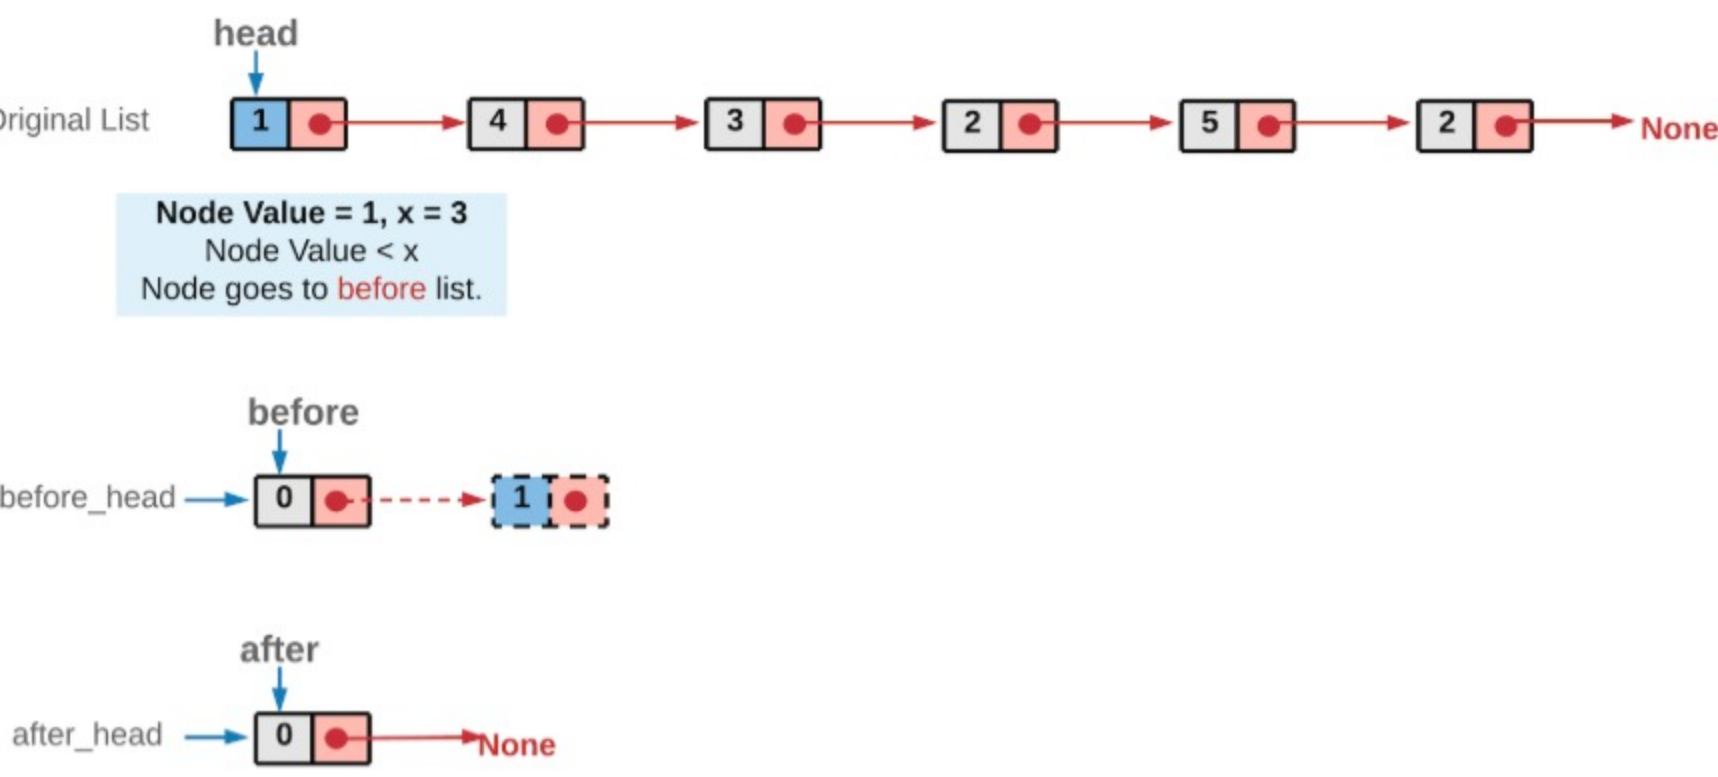 head
Original List 1 4 3 2 5 2 None
Node Value = 1, x = 3
Node Value < x
Node goes to before list.
before
before_head 0 1
after
after_head 0 None